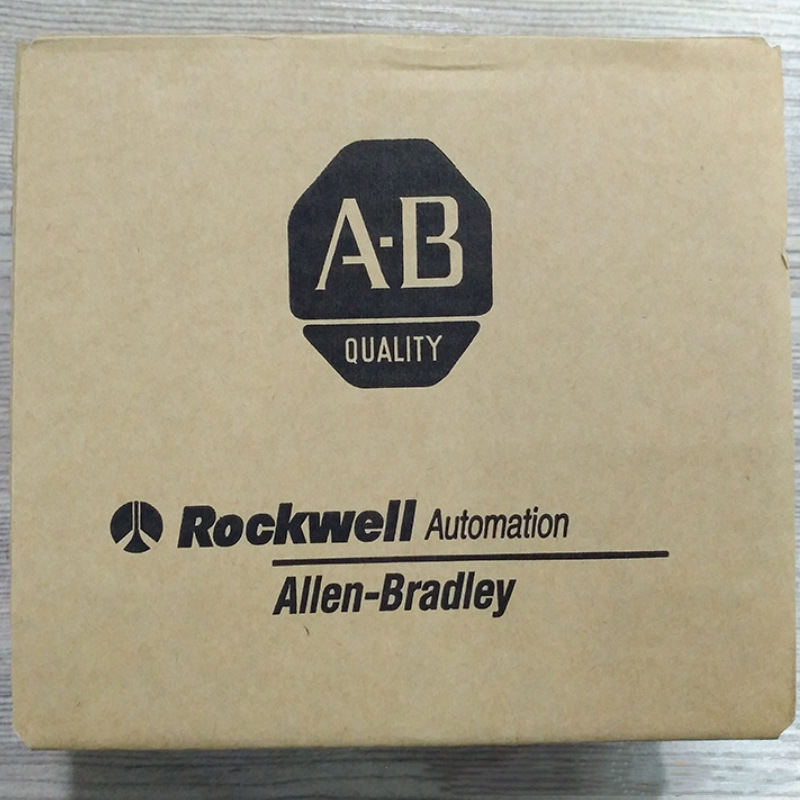 A-B
QUALITY
Rockwell Automation
Allen-Bradley